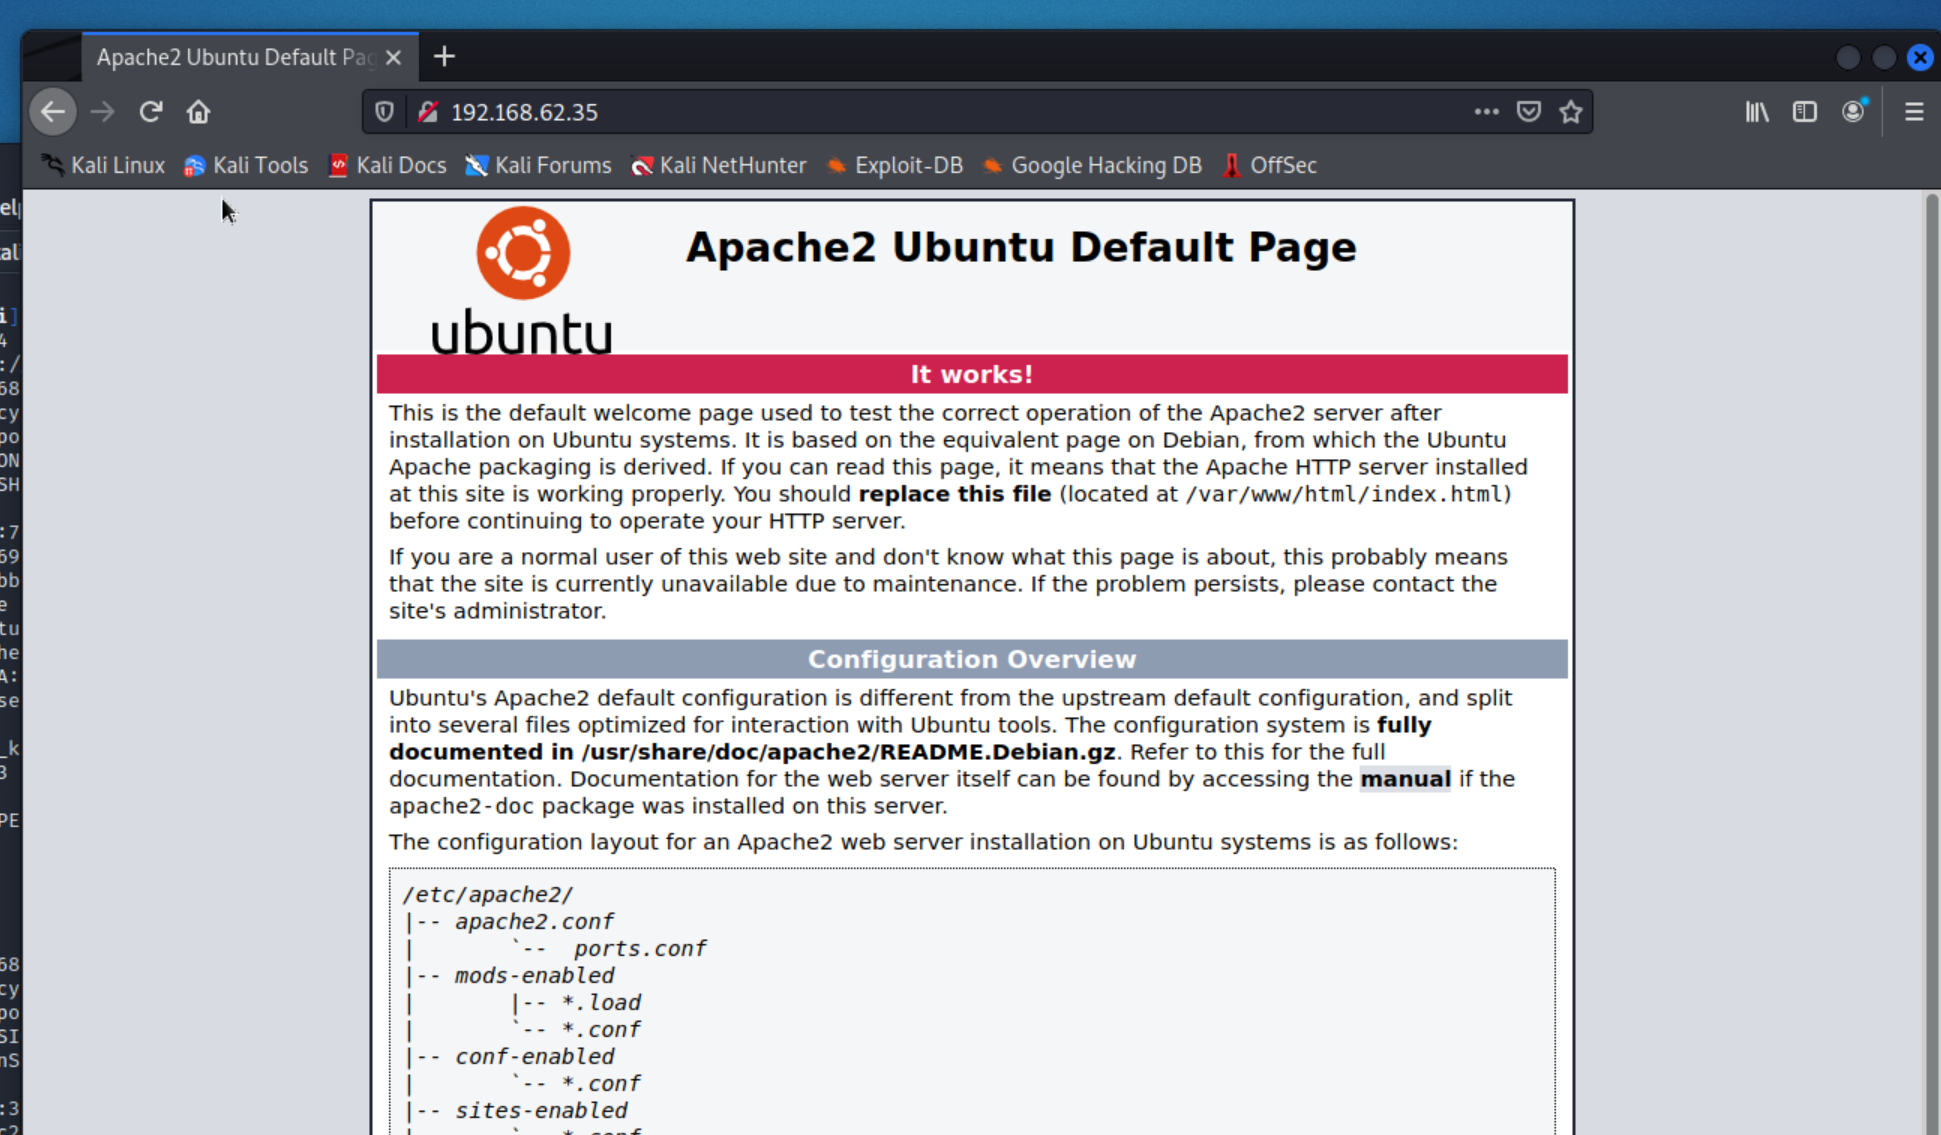 Apache2 Ubuntu Default Pag
192.168.62.35
Kali Linux Kali Tools Kali Docs Kali Forums Kali NetHunter Exploit-DB Google Hacking DB OffSec
ubuntu
Apache2 Ubuntu Default Page
It works!
This is the default welcome page used to test the correct operation of the Apache2 server after
installation on Ubuntu systems. It is based on the equivalent page on Debian, from which the Ubuntu
Apache packaging is derived. If you can read this page, it means that the Apache HTTP server installed
at this site is working properly. You should replace this file (located at /var/www/html/index.html)
before continuing to operate your HTTP server.
If you are a normal user of this web site and don't know what this page is about, this probably means
that the site is currently unavailable due to maintenance. If the problem persists, please contact the
site's administrator.
Configuration Overview
Ubuntu's Apache2 default configuration is different from the upstream default configuration, and split
into several files optimized for interaction with Ubuntu tools. The configuration system is fully
documented in /usr/share/doc/apache2/README.Debian.gz. Refer to this for the full
documentation. Documentation for the web server itself can be found by accessing the manual if the
apache2-doc package was installed on this server.
The configuration layout for an Apache2 web server installation on Ubuntu systems is as follows:
/etc/apache2/
|-- apache2.conf
|       `--  ports.conf
|-- mods-enabled
|       |-- *.load
|       `-- *.conf
|-- conf-enabled
|       `-- *.conf
|-- sites-enabled
|       `-- *.conf